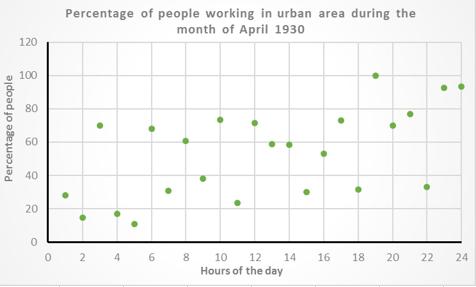 Percentage of people working in urban area during the
month of April 1930
120
100
80
60
40
20
0
Percentage of people
0 2 4 6 8 10 12 14 16 18 20 22 24
Hours of the day